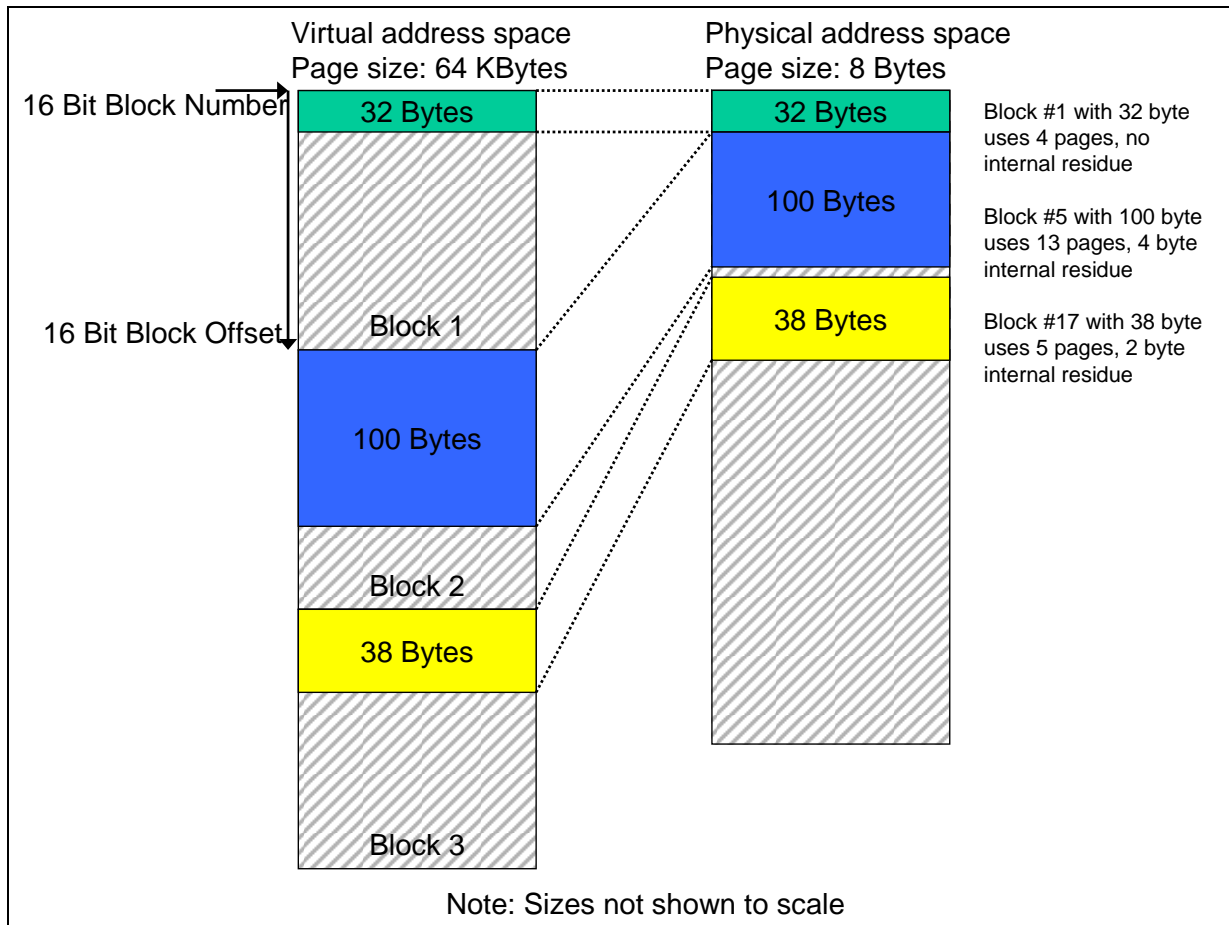 Virtual address space
Page size: 64 KBytes
Physical address space
Page size: 8 Bytes
16 Bit Block Number
32 Bytes
32 Bytes
Block #1 with 32 byte
uses 4 pages, no
internal residue
100 Bytes
Block #5 with 100 byte
uses 13 pages, 4 byte
internal residue
Block 1
16 Bit Block Offset
38 Bytes
Block #17 with 38 byte
uses 5 pages, 2 byte
internal residue
100 Bytes
Block 2
38 Bytes
Block 3
Note: Sizes not shown to scale